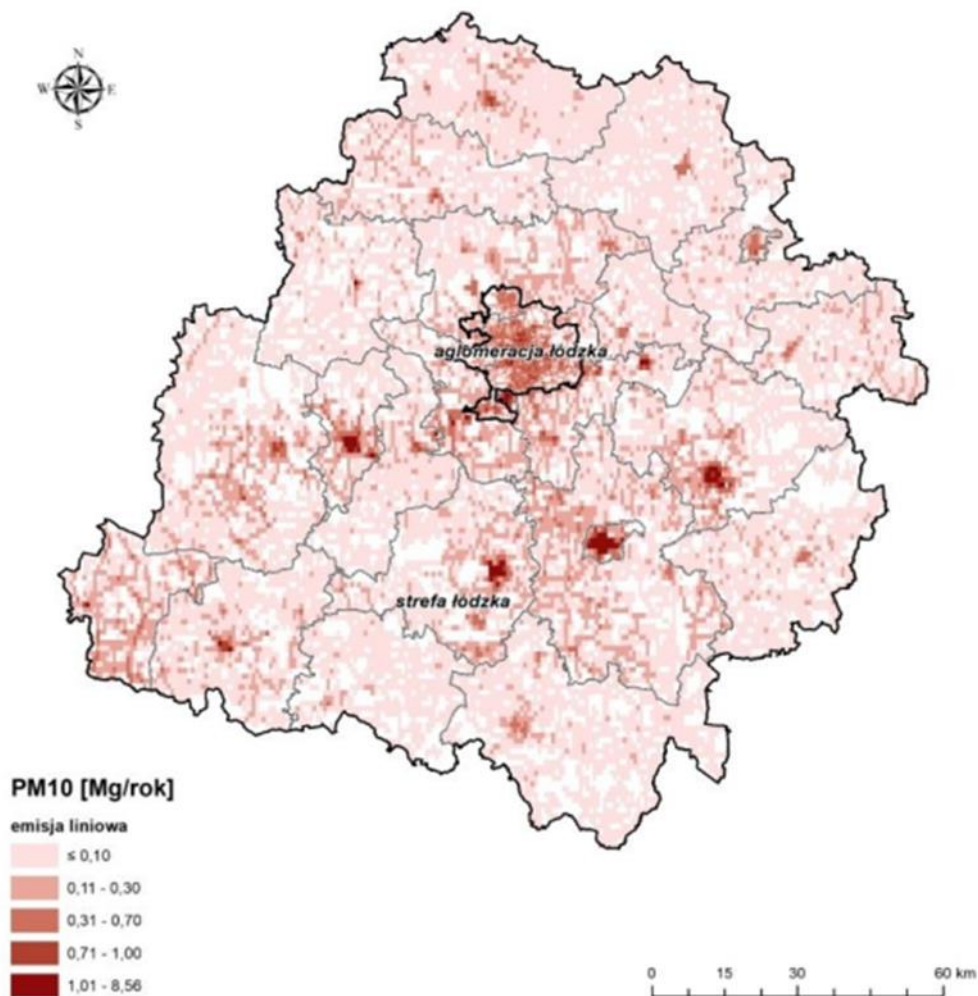 N
W E
S
aglomeracja łódzka
strefa łódzka
PM10 [Mg/rok]
emisja liniowa
≤ 0,10
0,11 - 0,30
0,31 - 0,70
0,71 - 1,00
1,01 - 8,56
0 15 30 60 km